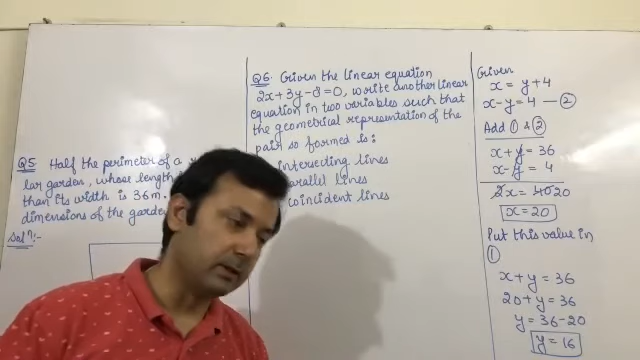 Q5 Half the perimeter of a
lar garden, whose length
than its width is 36m.
dimensions of the garde
Solⁿ:-
Q6. Given the linear equation
2x+3y-8=0, write another linear
equation in two variables such that
the geometrical representation of the
pair so formed is:
intersecting lines
parallel lines
coincident lines
Given
x = y+4
x-y=4 — ②
Add ① & ②
x+y=36
x-y= 4
2x = 40 20
x=20
Put this value in
①
x+y=36
20+y=36
y=36-20
y=16